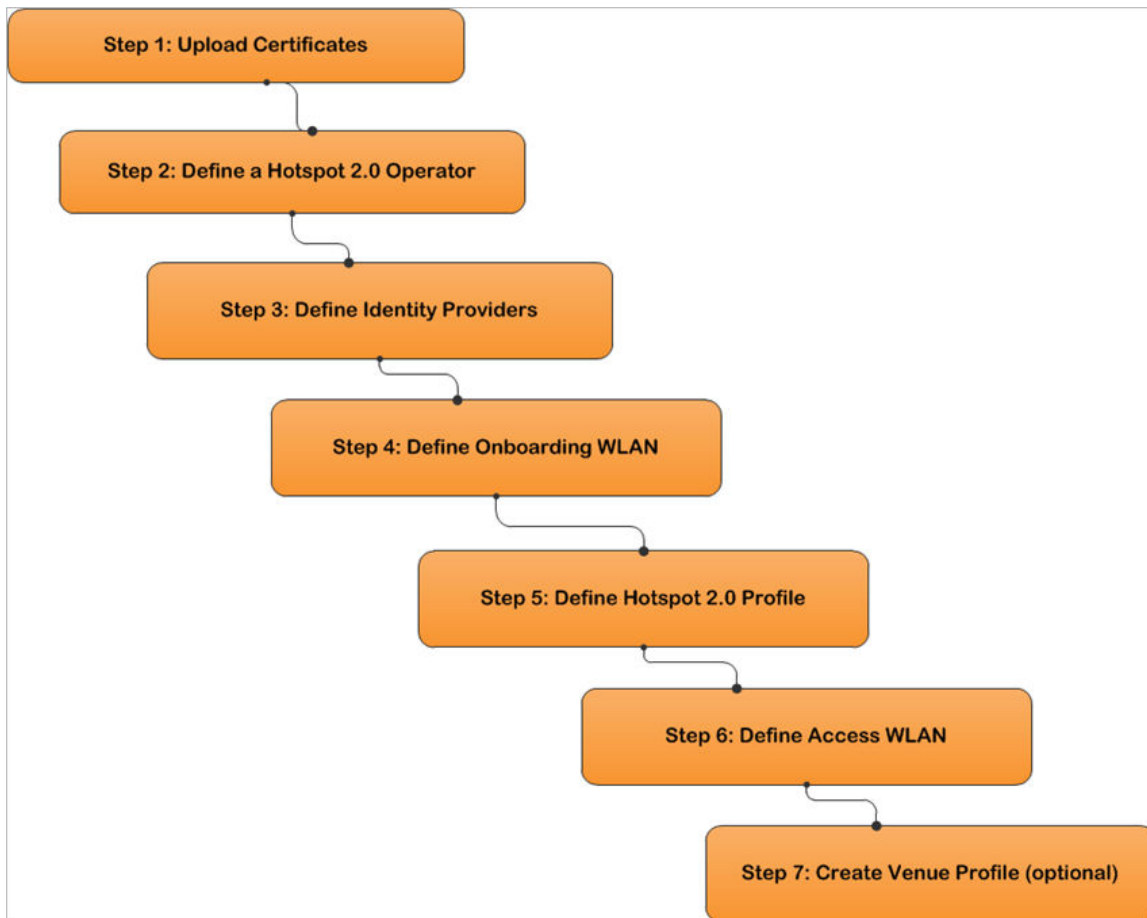 Step 1: Upload Certificates
Step 2: Define a Hotspot 2.0 Operator
Step 3: Define Identity Providers
Step 4: Define Onboarding WLAN
Step 5: Define Hotspot 2.0 Profile
Step 6: Define Access WLAN
Step 7: Create Venue Profile (optional)